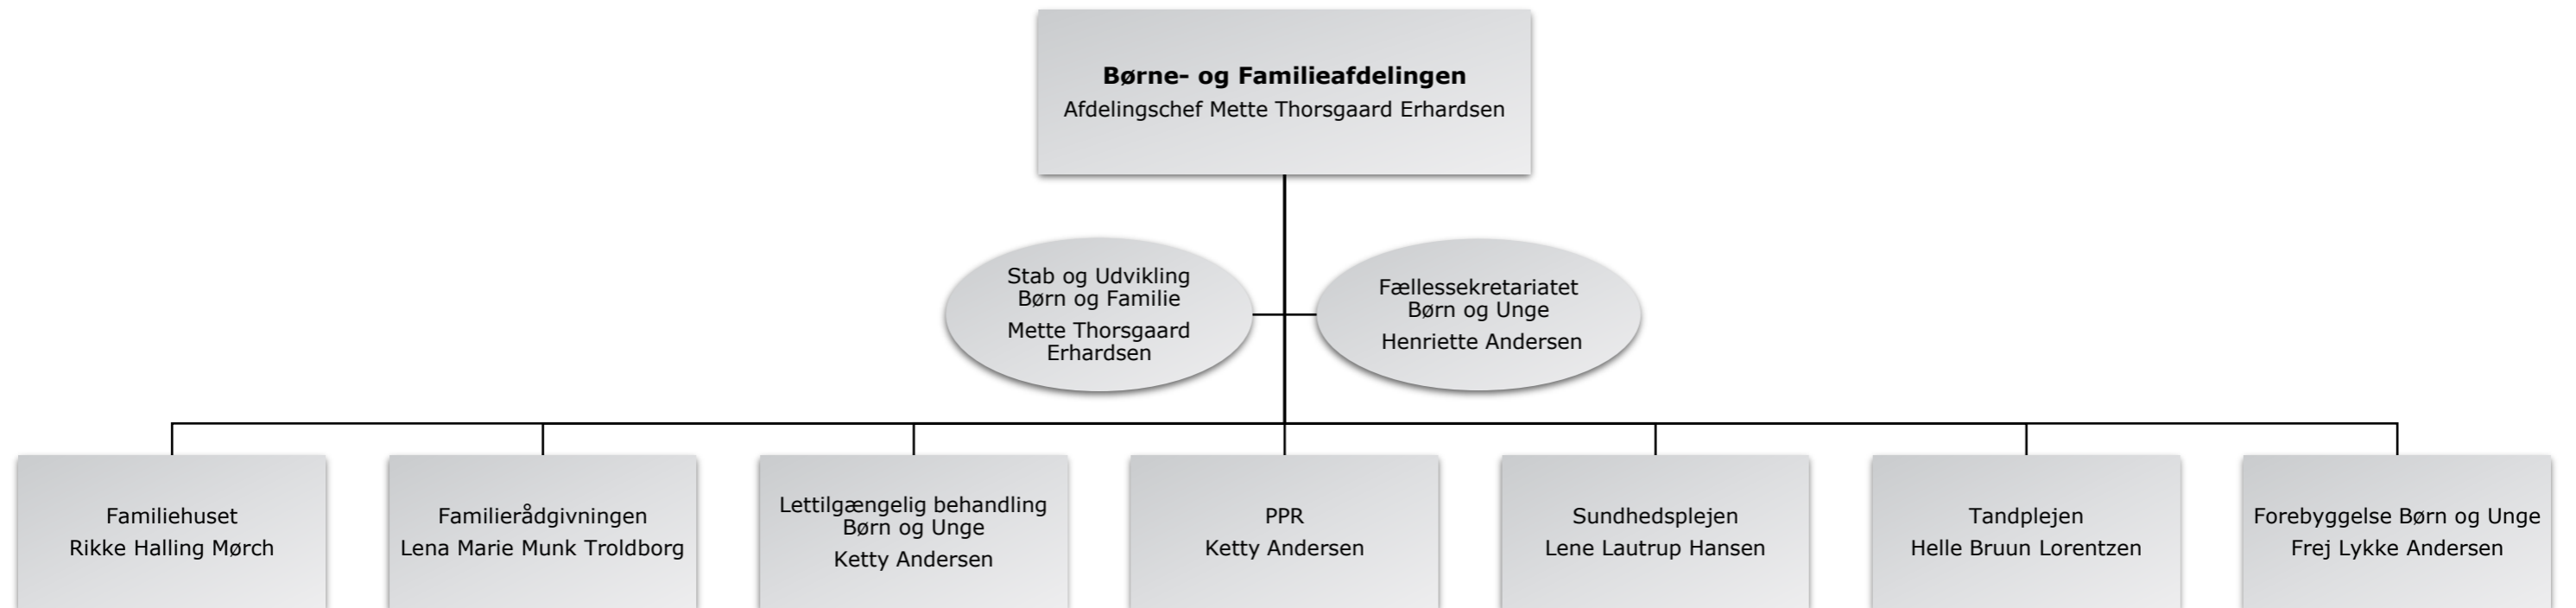 Børne- og Familieafdelingen
Afdelingschef Mette Thorsgaard Erhardsen
Stab og Udvikling
Børn og Familie
Mette Thorsgaard
Erhardsen
Fællessekretariatet
Børn og Unge
Henriette Andersen
Familiehuset
Rikke Halling Mørch
Familierådgivningen
Lena Marie Munk Troldborg
Lettilgængelig behandling
Børn og Unge
Ketty Andersen
PPR
Ketty Andersen
Sundhedsplejen
Lene Lautrup Hansen
Tandplejen
Helle Bruun Lorentzen
Forebyggelse Børn og Unge
Frej Lykke Andersen